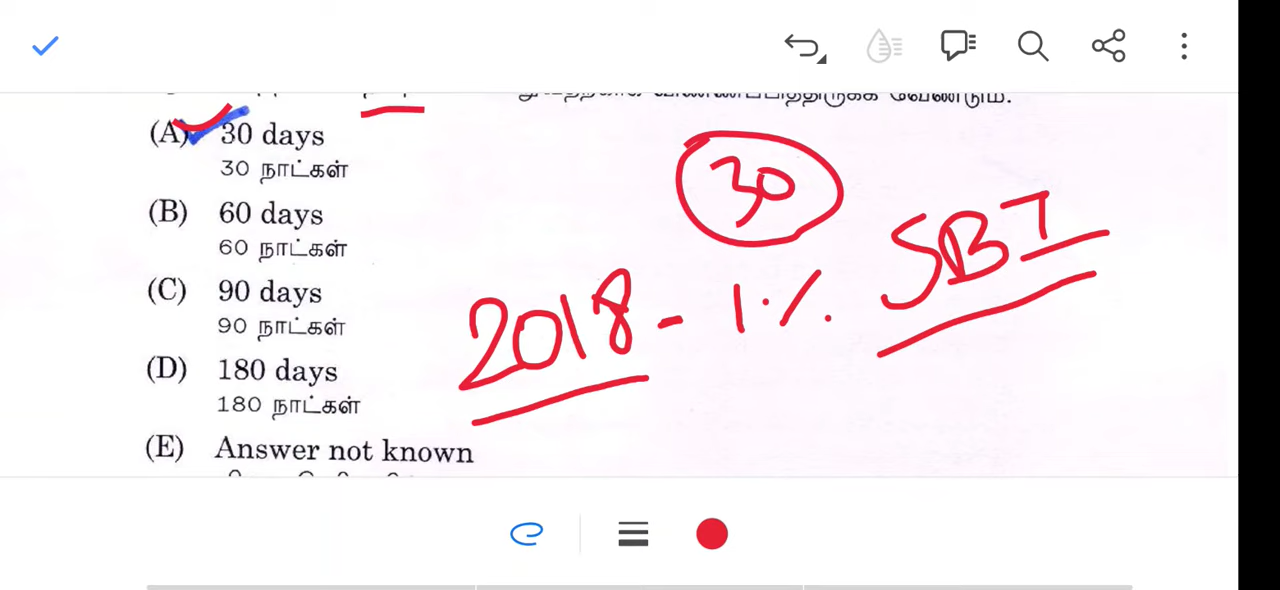 வேண்டும்.
(A) 30 days
30 நாட்கள்
(B) 60 days
60 நாட்கள்
(C) 90 days
90 நாட்கள்
(D) 180 days
180 நாட்கள்
(E) Answer not known
30
2018 - 1%. SBT